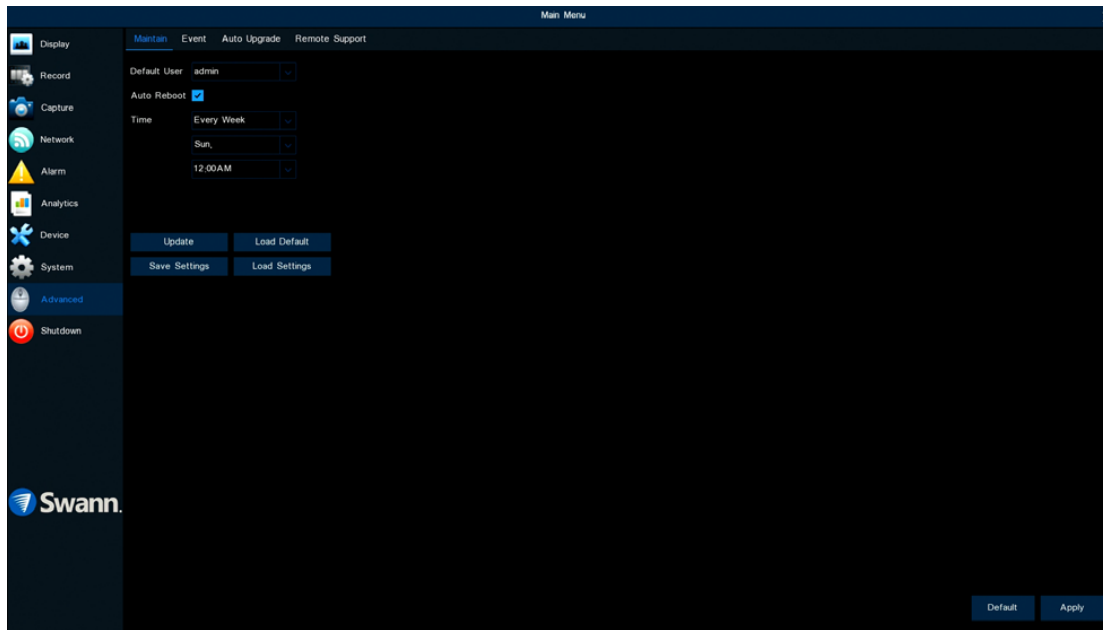 Main Menu
Display
Record
Capture
Network
Alarm
Analytics
Device
System
Advanced
Shutdown
Swann.
Maintain Event Auto Upgrade Remote Support
Default User admin
Auto Reboot
Time Every Week
Sun.
12:00AM
Update Load Default
Save Settings Load Settings
Default Apply